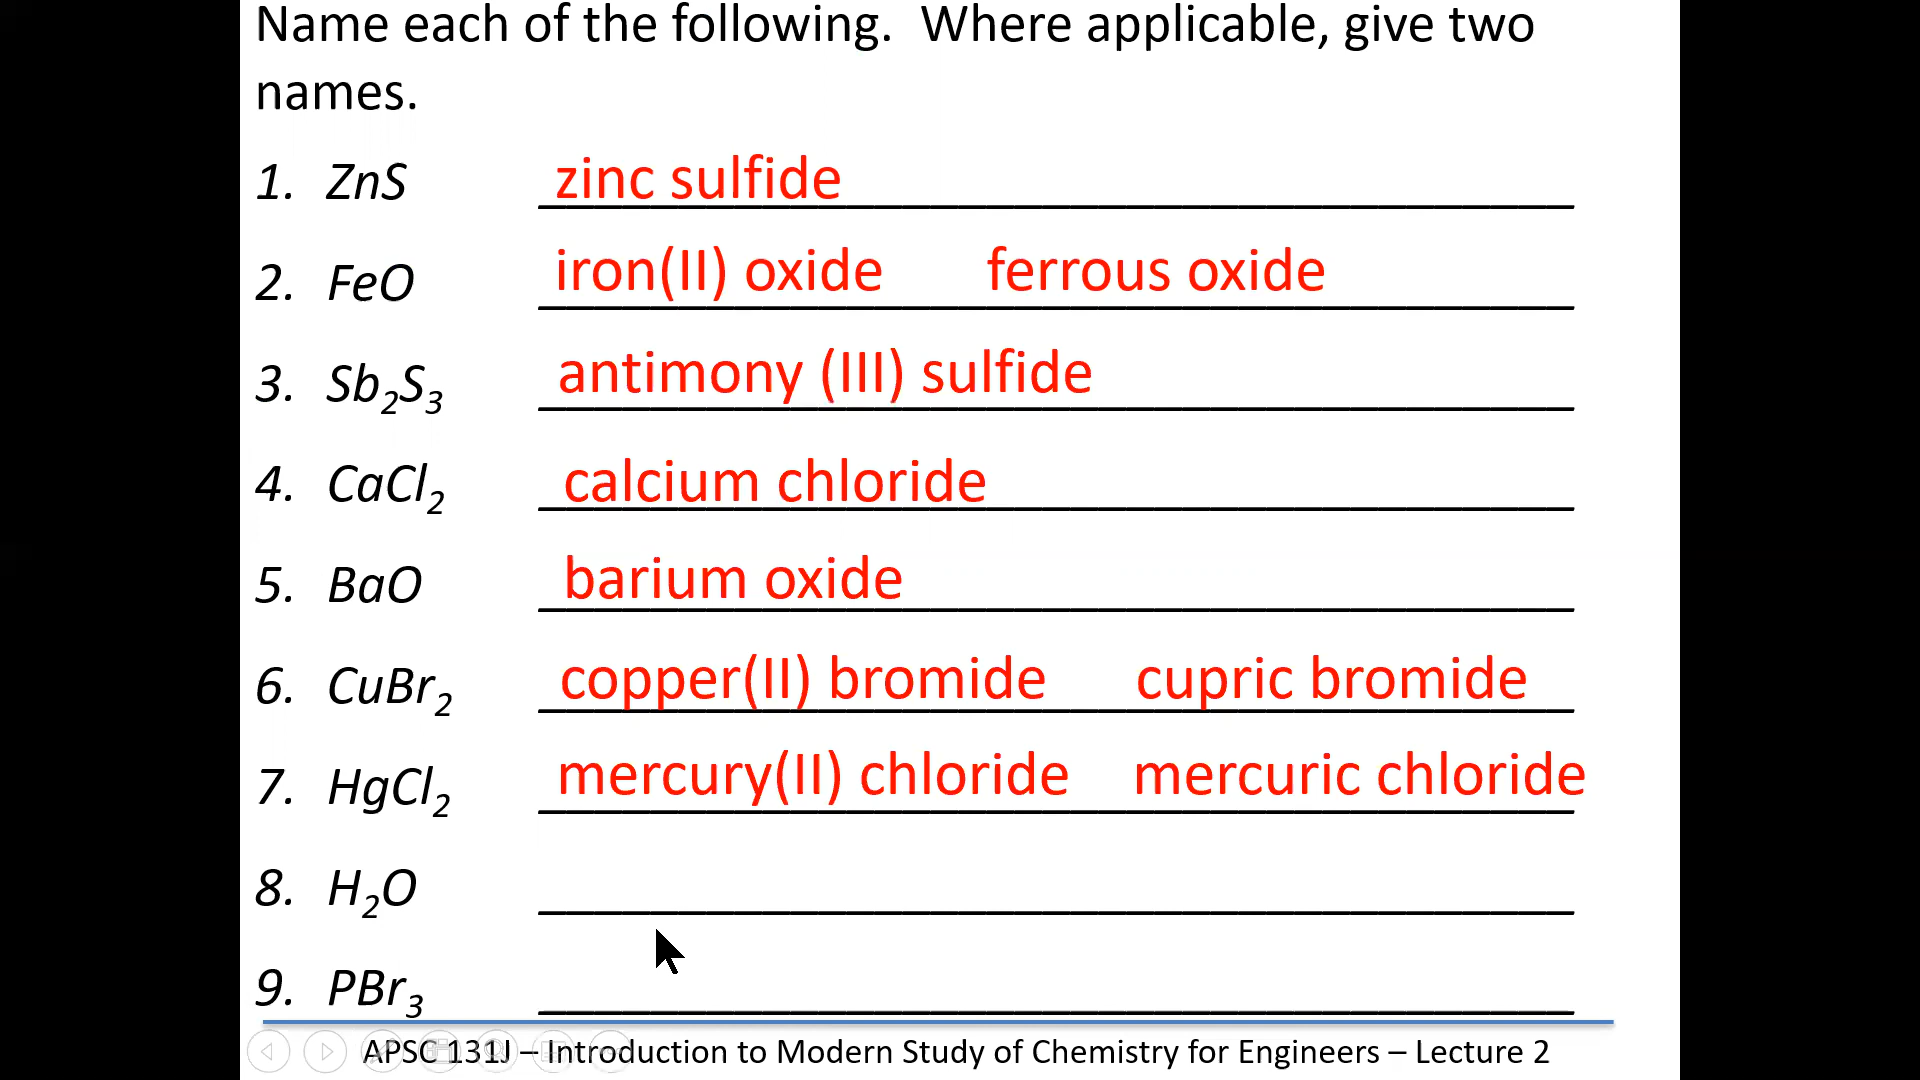 Name each of the following. Where applicable, give two
names.
1. ZnS zinc sulfide
2. FeO iron(II) oxide ferrous oxide
3. Sb2S3 antimony (III) sulfide
4. CaCl2 calcium chloride
5. BaO barium oxide
6. CuBr2 copper(II) bromide cupric bromide
7. HgCl2 mercury(II) chloride mercuric chloride
8. H2O
9. PBr3
APSC 131J – Introduction to Modern Study of Chemistry for Engineers – Lecture 2